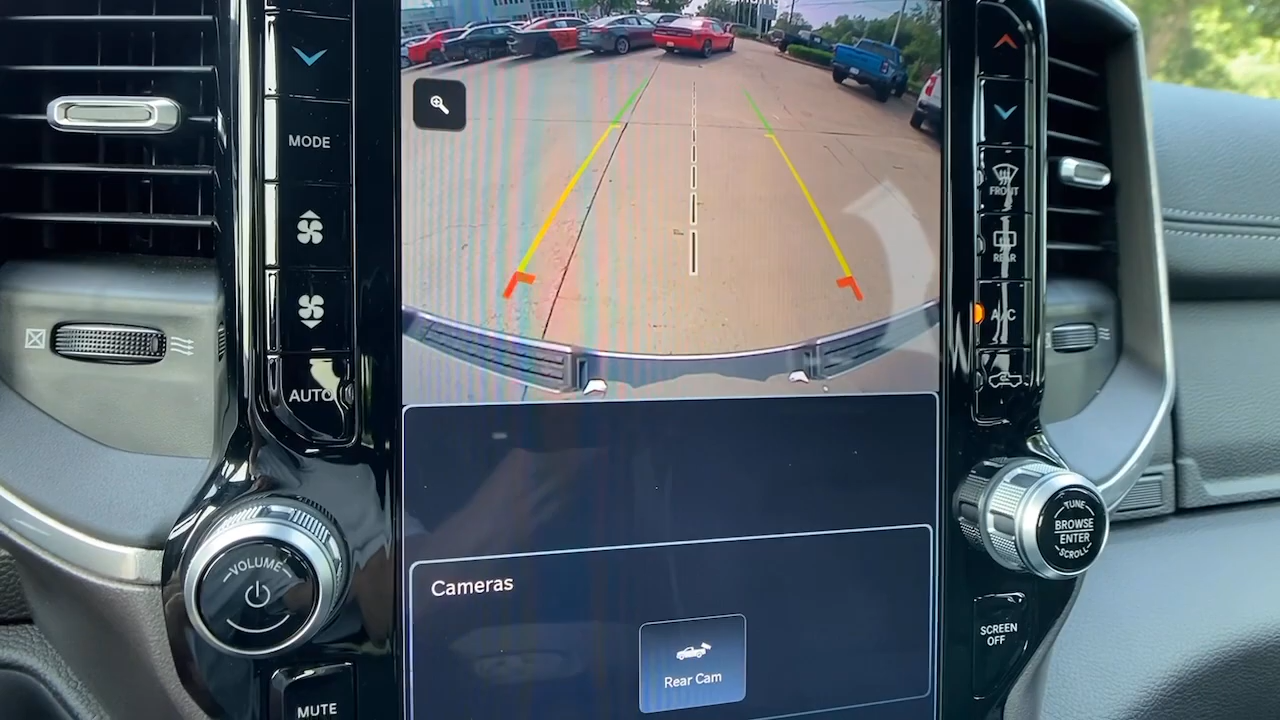 MODE
AUTO
VOLUME
MUTE
Cameras
Rear Cam
FRONT
REAR
A/C
TUNE
BROWSE
ENTER
SCROLL
SCREEN
OFF